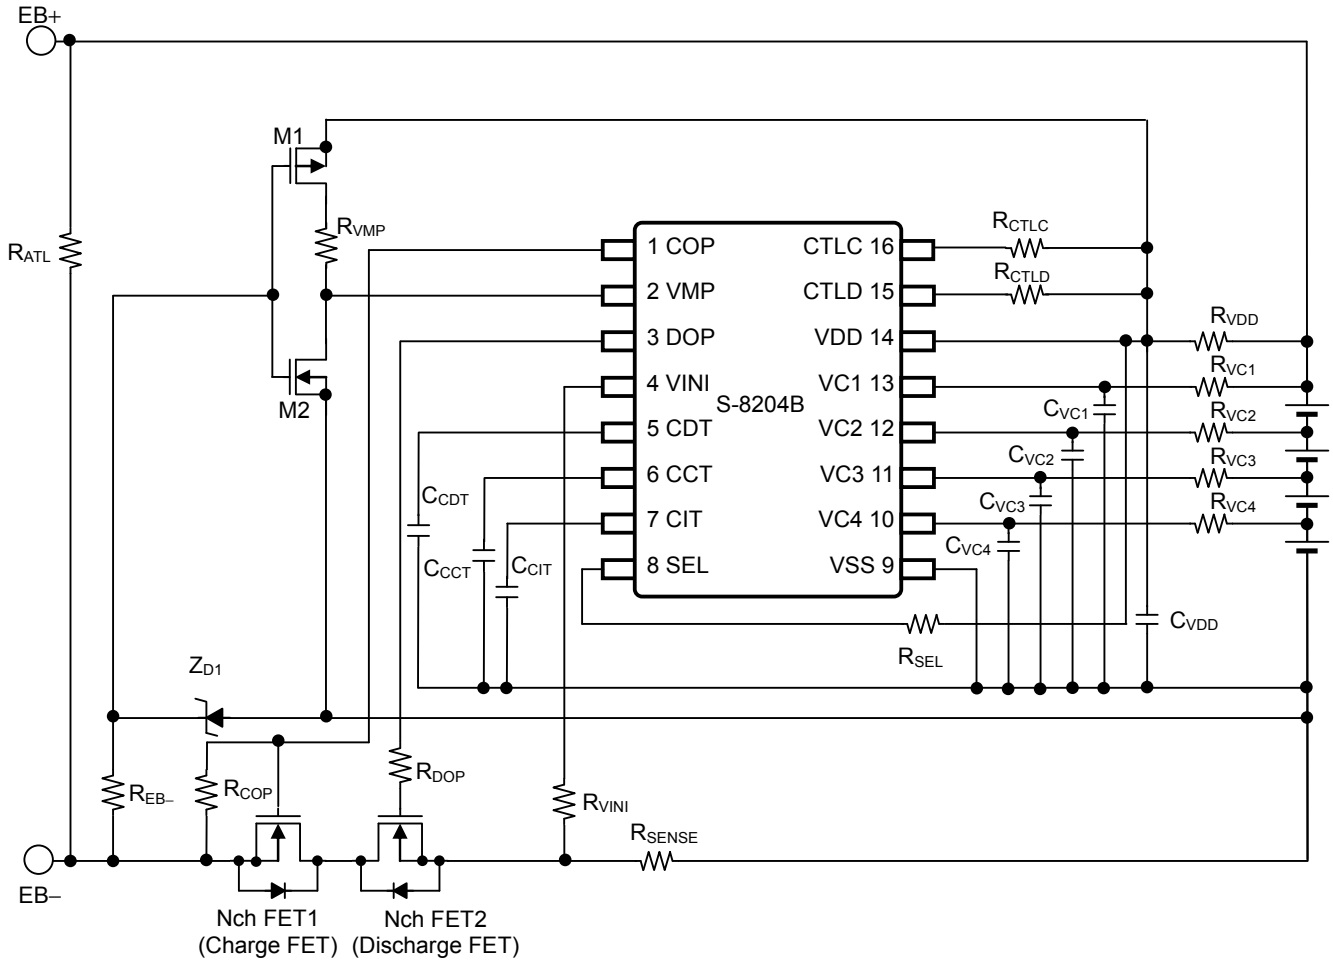 EB+
M1
RVMP
RATL
1 COP
CTLC 16
RCTLC
2 VMP
CTLD 15
RCTLD
3 DOP
VDD 14
RVDD
4 VINI
VC1 13
RVC1
M2
S-8204B
CVC1
5 CDT
VC2 12
RVC2
CVC2
6 CCT
VC3 11
RVC3
CCDT
CVC3
7 CIT
VC4 10
RVC4
CVC4
CCCT
CCIT
8 SEL
VSS 9
CVDD
RSEL
ZD1
RDOP
REB–
RCOP
RVINI
RSENSE
EB–
Nch FET1
(Charge FET)
Nch FET2
(Discharge FET)